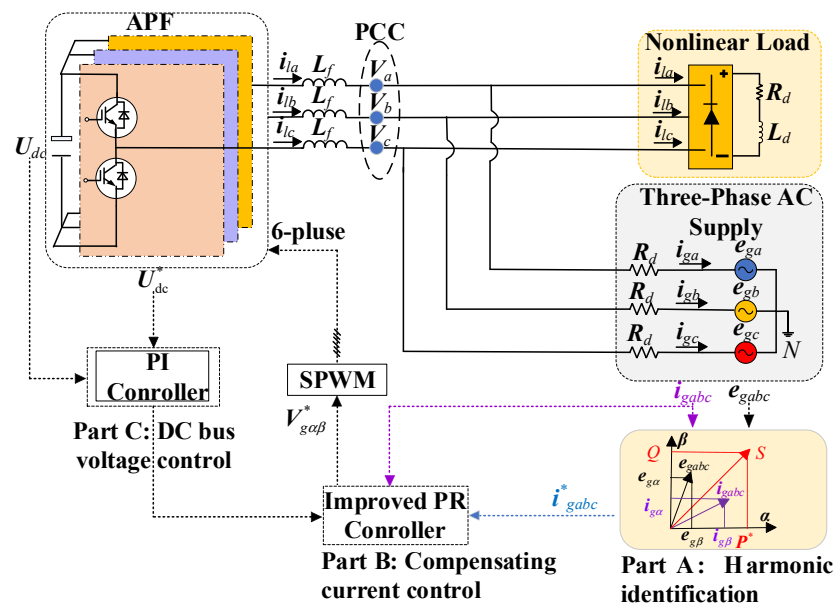 APF
PCC
Nonlinear Load
i_la L_f V_a i_la
i_lb L_f V_b i_lb
i_lc L_f V_c i_lc
R_d
L_d
+
−
U_dc
Three-Phase AC
Supply
R_d i_ga e_ga
R_d i_gb e_gb
R_d i_gc e_gc
N
6-pluse
U*_dc
PI
Conroller
SPWM
V*_gαβ
Part C: DC bus
voltage control
i_gabc e_gabc
Improved PR
Conroller
i*_gabc
Part B: Compensating
current control
Q β S
e_gα e_gabc
i_gα i_gabc
α
e_gβ i_gβ P*
Part A: Harmonic
identification